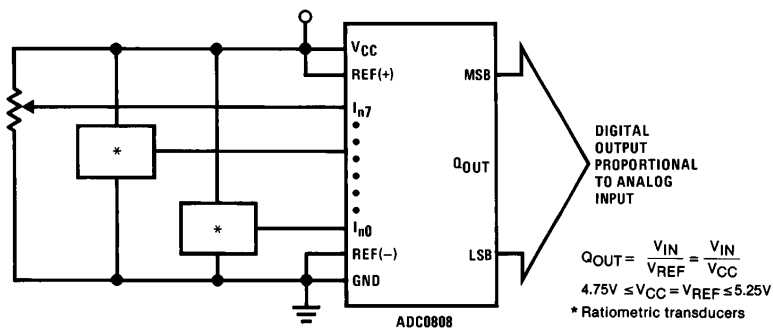 VCC
REF(+)
MSB
In7
*
QOUT
DIGITAL
OUTPUT
PROPORTIONAL
TO ANALOG
INPUT
*
In0
REF(−)
LSB
GND
ADC0808
QOUT = VIN / VREF = VIN / VCC
4.75V ≤ VCC = VREF ≤ 5.25V
* Ratiometric transducers